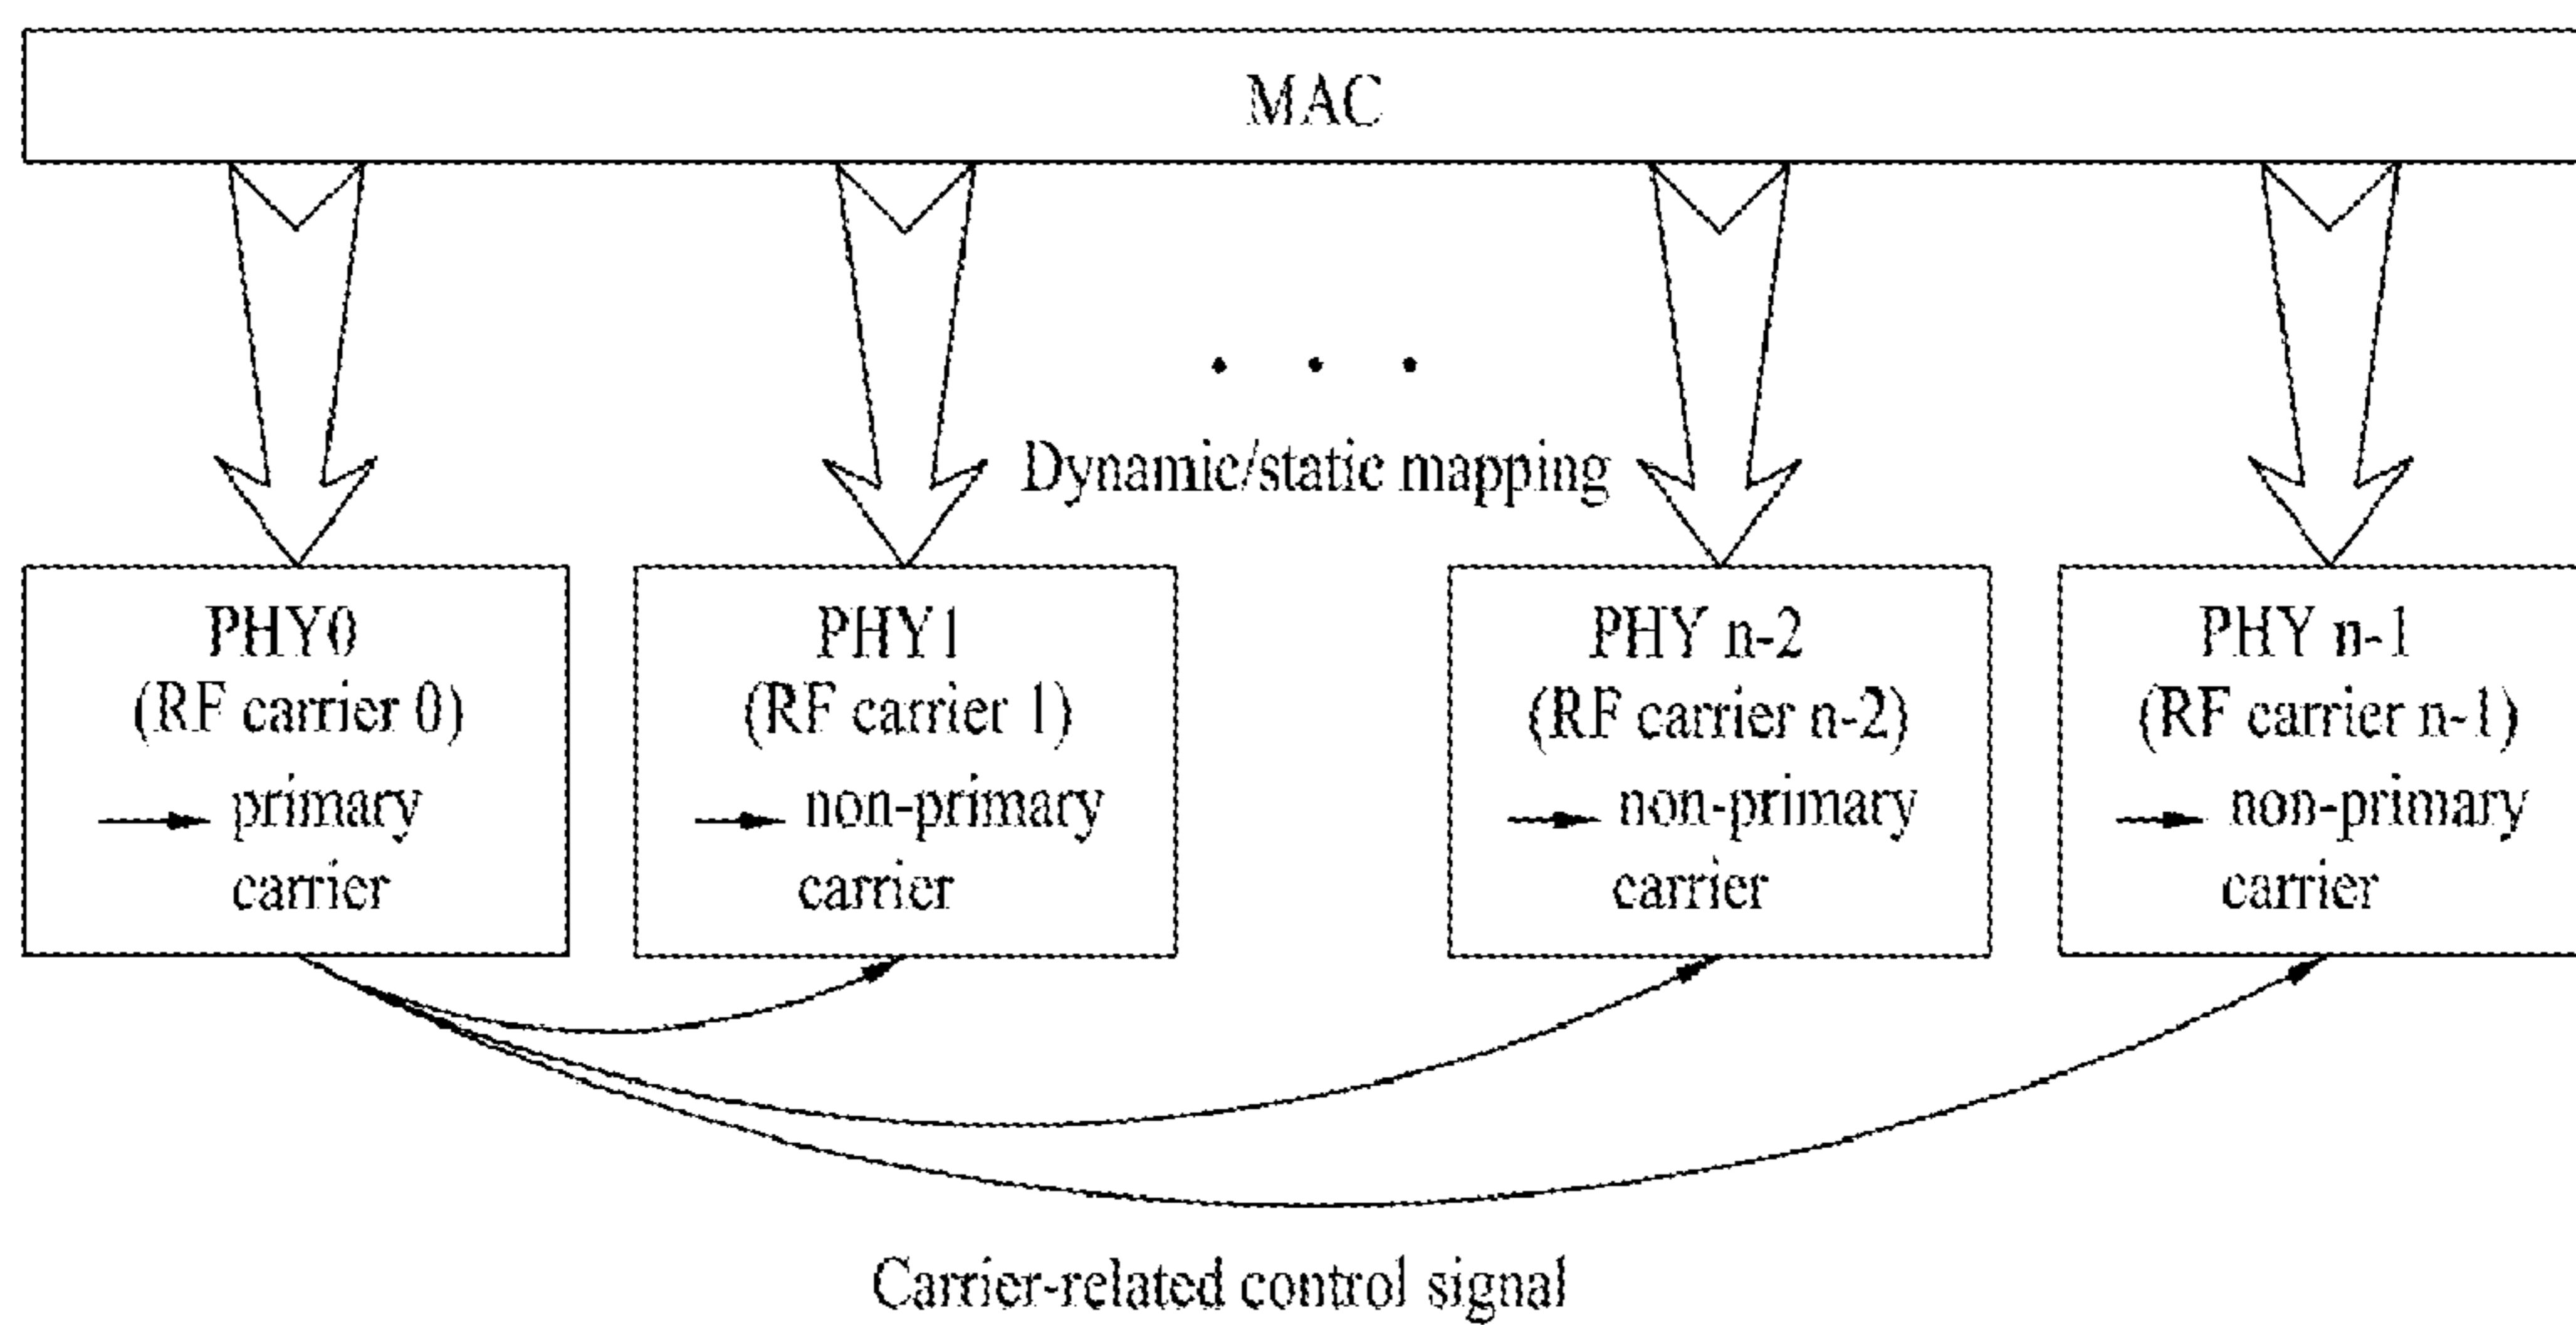 MAC
. . .
Dynamic/static mapping
PHY0
(RF carrier 0)
primary
carrier
PHY1
(RF carrier 1)
non-primary
carrier
PHY n-2
(RF carrier n-2)
non-primary
carrier
PHY n-1
(RF carrier n-1)
non-primary
carrier
Carrier-related control signal